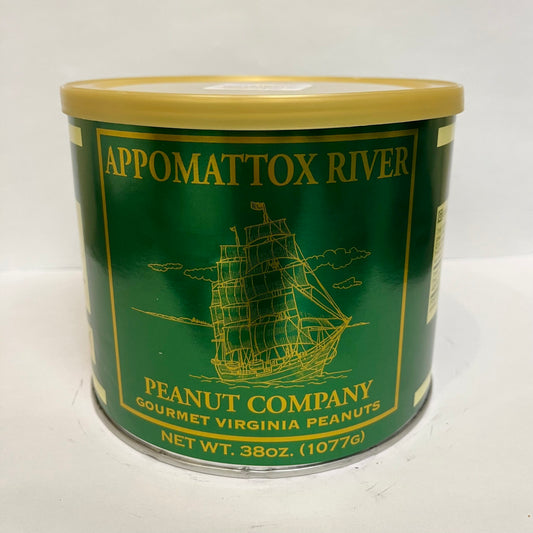 APPOMATTOX RIVER
PEANUT COMPANY
GOURMET VIRGINIA PEANUTS
NET WT. 38OZ. (1077G)